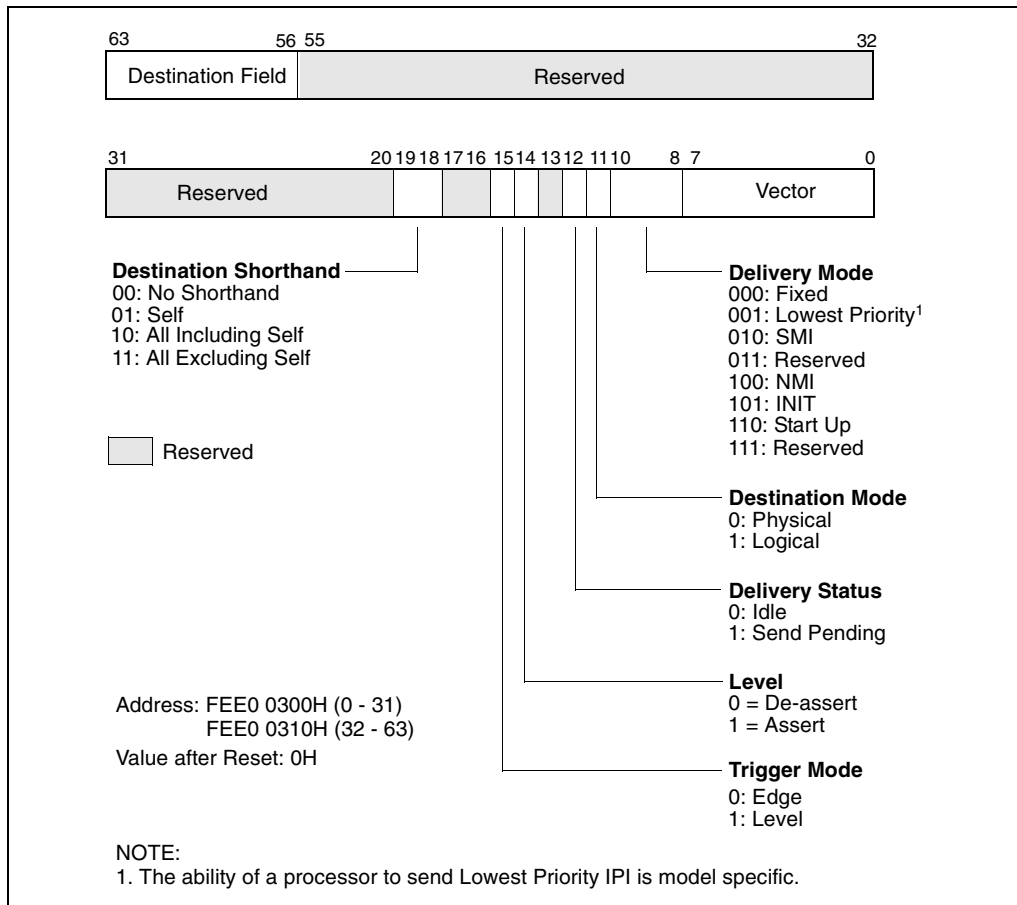 63 56 55 32
Destination Field Reserved
31 20 19 18 17 16 15 14 13 12 11 10 8 7 0
Reserved Vector
Destination Shorthand
00: No Shorthand
01: Self
10: All Including Self
11: All Excluding Self
Reserved
Delivery Mode
000: Fixed
001: Lowest Priority¹
010: SMI
011: Reserved
100: NMI
101: INIT
110: Start Up
111: Reserved
Destination Mode
0: Physical
1: Logical
Delivery Status
0: Idle
1: Send Pending
Level
0 = De-assert
1 = Assert
Address: FEE0 0300H (0 - 31)
FEE0 0310H (32 - 63)
Value after Reset: 0H
Trigger Mode
0: Edge
1: Level
NOTE:
1. The ability of a processor to send Lowest Priority IPI is model specific.